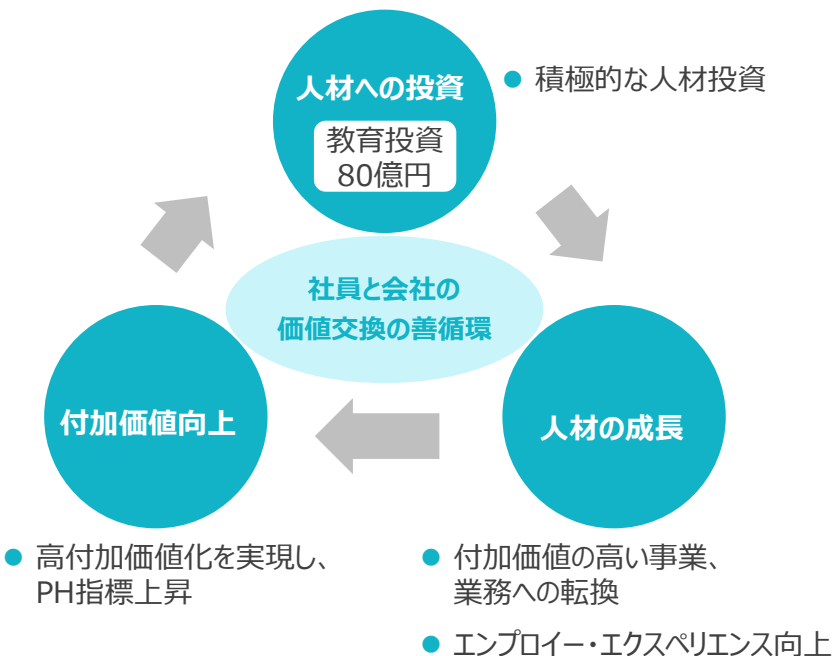 人材への投資
教育投資
80億円
● 積極的な人材投資
社員と会社の
価値交換の善循環
付加価値向上
人材の成長
● 高付加価値化を実現し、
PH指標上昇
● 付加価値の高い事業、
業務への転換
● エンプロイー・エクスペリエンス向上